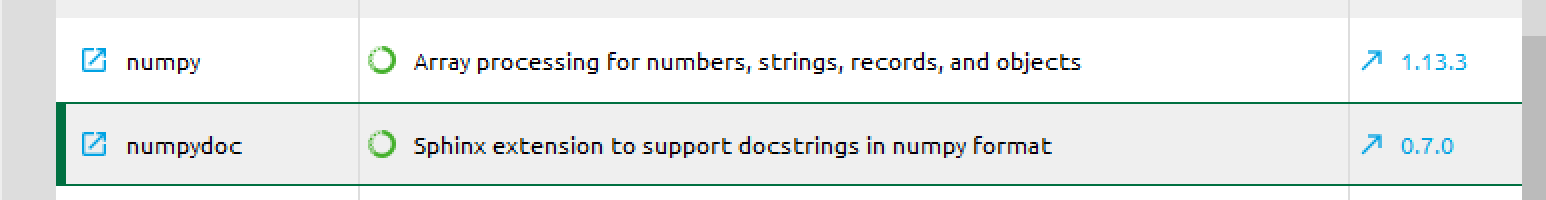 numpy Array processing for numbers, strings, records, and objects 1.13.3
numpydoc Sphinx extension to support docstrings in numpy format 0.7.0